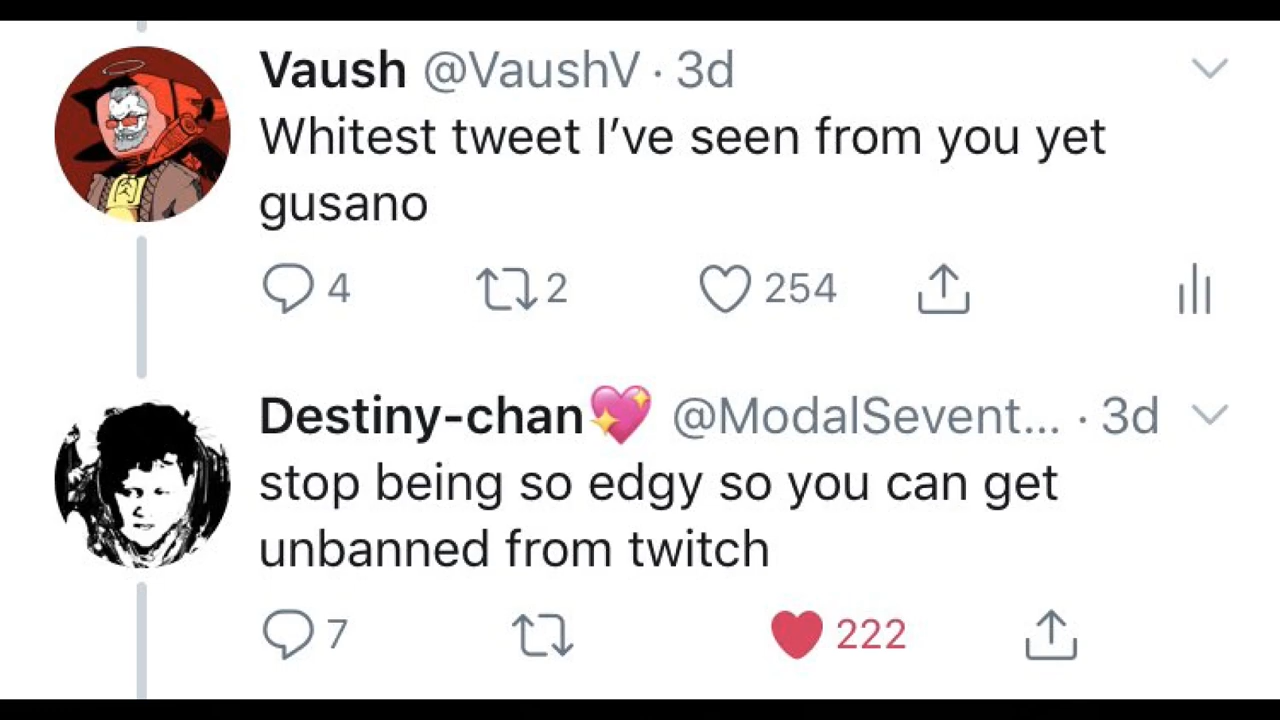 Vaush @VaushV · 3d
Whitest tweet I’ve seen from you yet
gusano
4 2 254
Destiny-chan💖 @ModalSevent... · 3d
stop being so edgy so you can get
unbanned from twitch
7 222